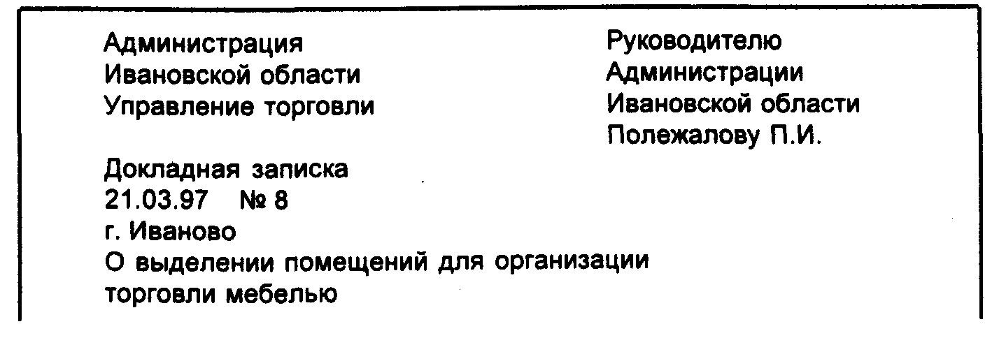 Администрация
Ивановской области
Управление торговли
Руководителю
Администрации
Ивановской области
Полежалову П.И.
Докладная записка
21.03.97 № 8
г. Иваново
О выделении помещений для организации
торговли мебелью